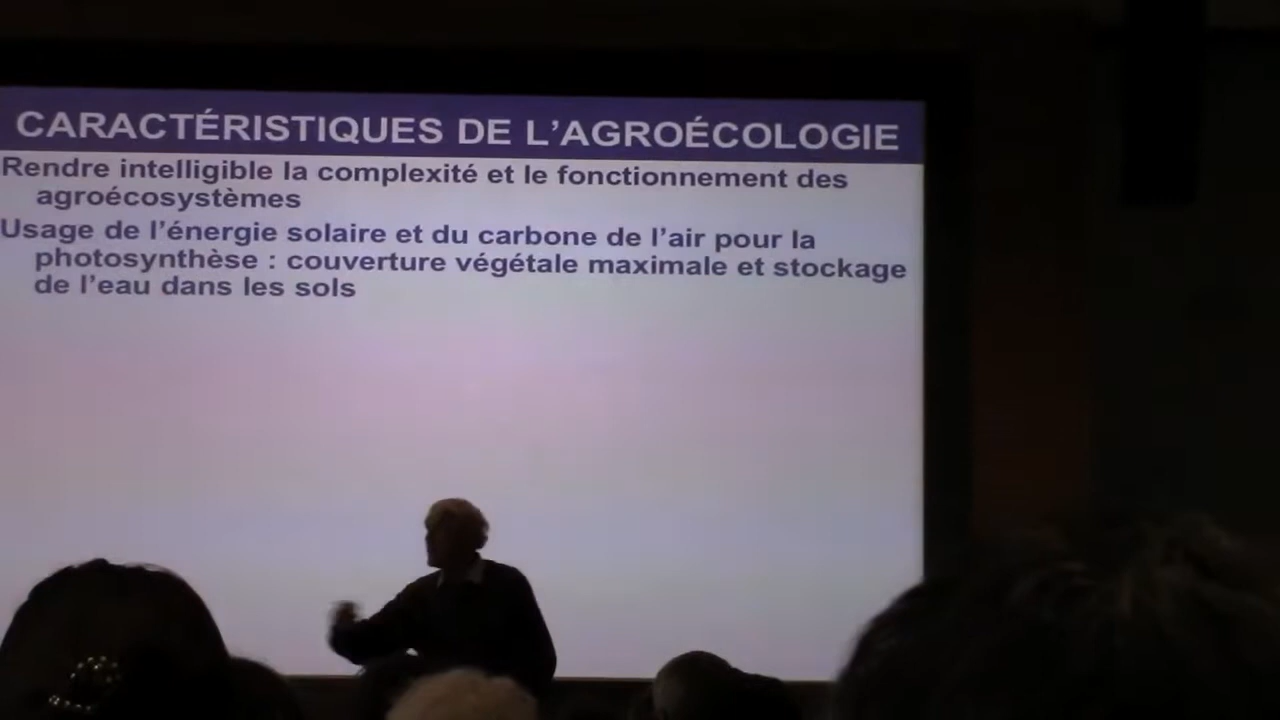 CARACTÉRISTIQUES DE L'AGROÉCOLOGIE
Rendre intelligible la complexité et le fonctionnement des
agroécosystèmes
Usage de l'énergie solaire et du carbone de l'air pour la
photosynthèse : couverture végétale maximale et stockage
de l'eau dans les sols